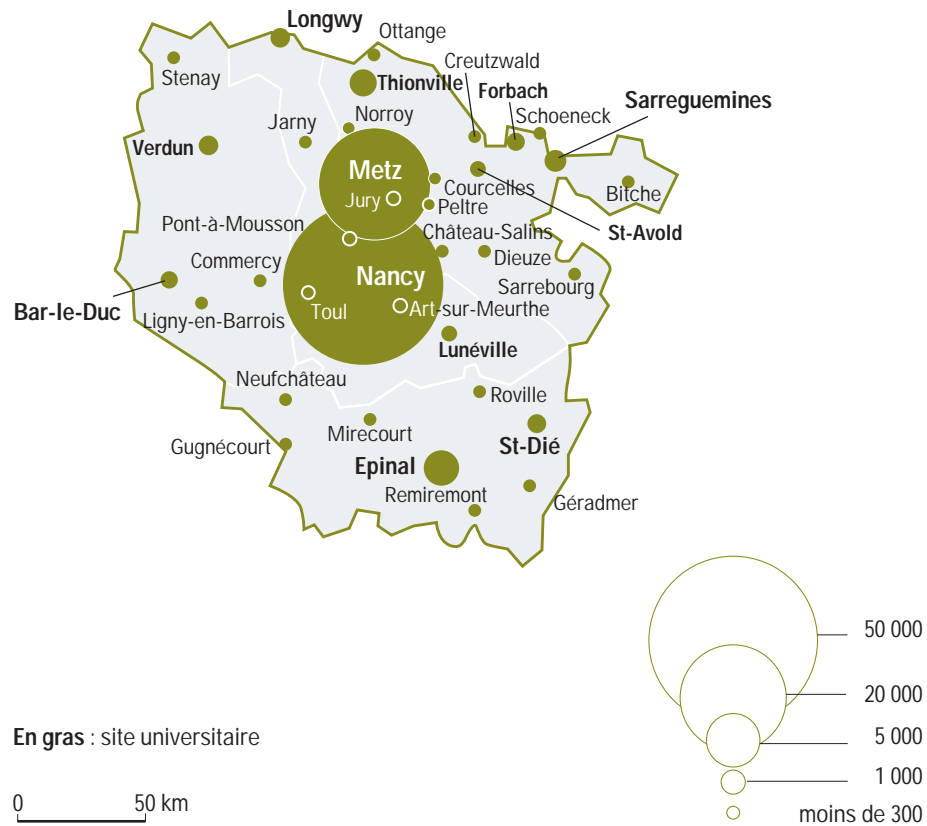 Longwy
Ottange
Creutzwald
Stenay
Thionville
Forbach
Schoeneck
Sarreguemines
Jarny
Norroy
Verdun
Metz
Courcelles
Bitche
Jury
Peltre
Pont-à-Mousson
Château-Salins
St-Avold
Commercy
Nancy
Dieuze
Sarrebourg
Bar-le-Duc
Ligny-en-Barrois
Toul
Art-sur-Meurthe
Lunéville
Neufchâteau
Roville
Mirecourt
Gugnécourt
St-Dié
Epinal
Remiremont
Géradmer
50 000
20 000
5 000
1 000
moins de 300
En gras : site universitaire
0 50 km